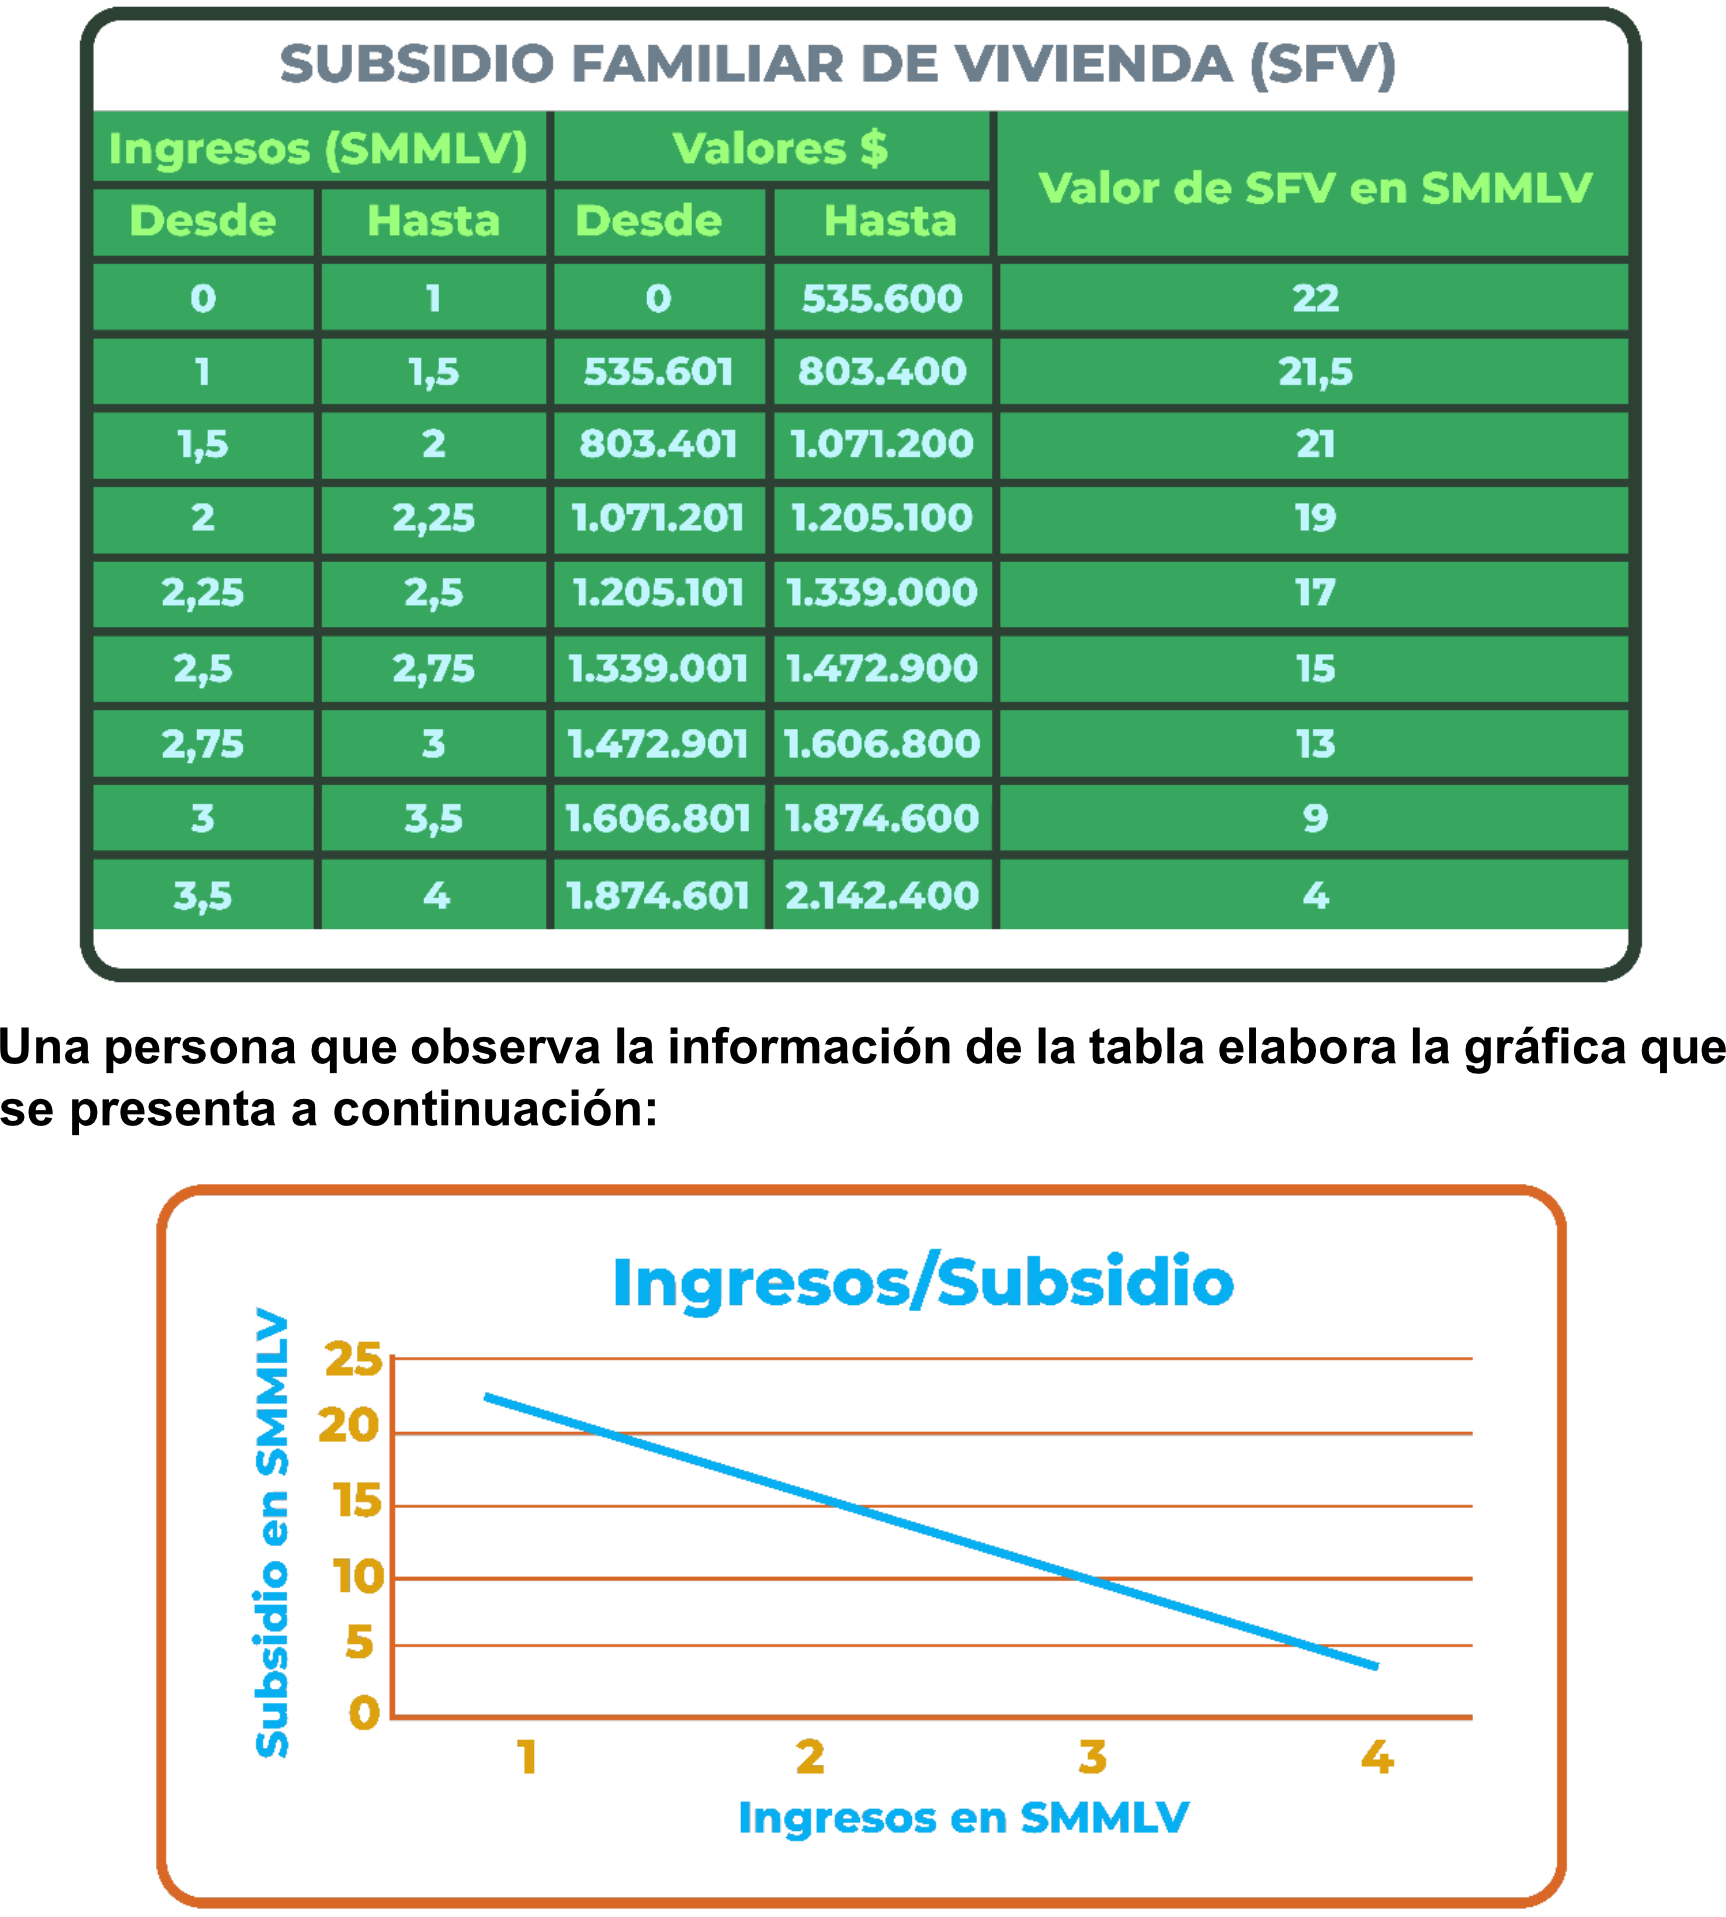 SUBSIDIO FAMILIAR DE VIVIENDA (SFV)
Ingresos (SMMLV) Valores $ Valor de SFV en SMMLV
Desde Hasta Desde Hasta
0 1 0 535.600 22
1 1,5 535.601 803.400 21,5
1,5 2 803.401 1.071.200 21
2 2,25 1.071.201 1.205.100 19
2,25 2,5 1.205.101 1.339.000 17
2,5 2,75 1.339.001 1.472.900 15
2,75 3 1.472.901 1.606.800 13
3 3,5 1.606.801 1.874.600 9
3,5 4 1.874.601 2.142.400 4
Una persona que observa la información de la tabla elabora la gráfica que
se presenta a continuación:
Ingresos/Subsidio
Subsidio en SMMLV
25
20
15
10
5
0
1 2 3 4
Ingresos en SMMLV